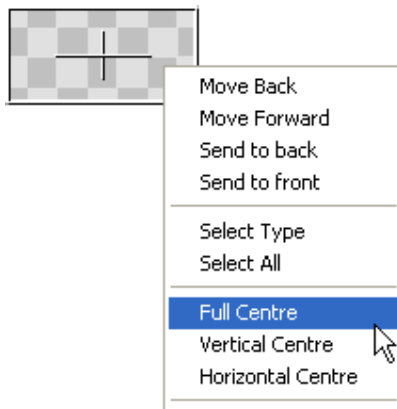 Move Back
Move Forward
Send to back
Send to front
Select Type
Select All
Full Centre
Vertical Centre
Horizontal Centre